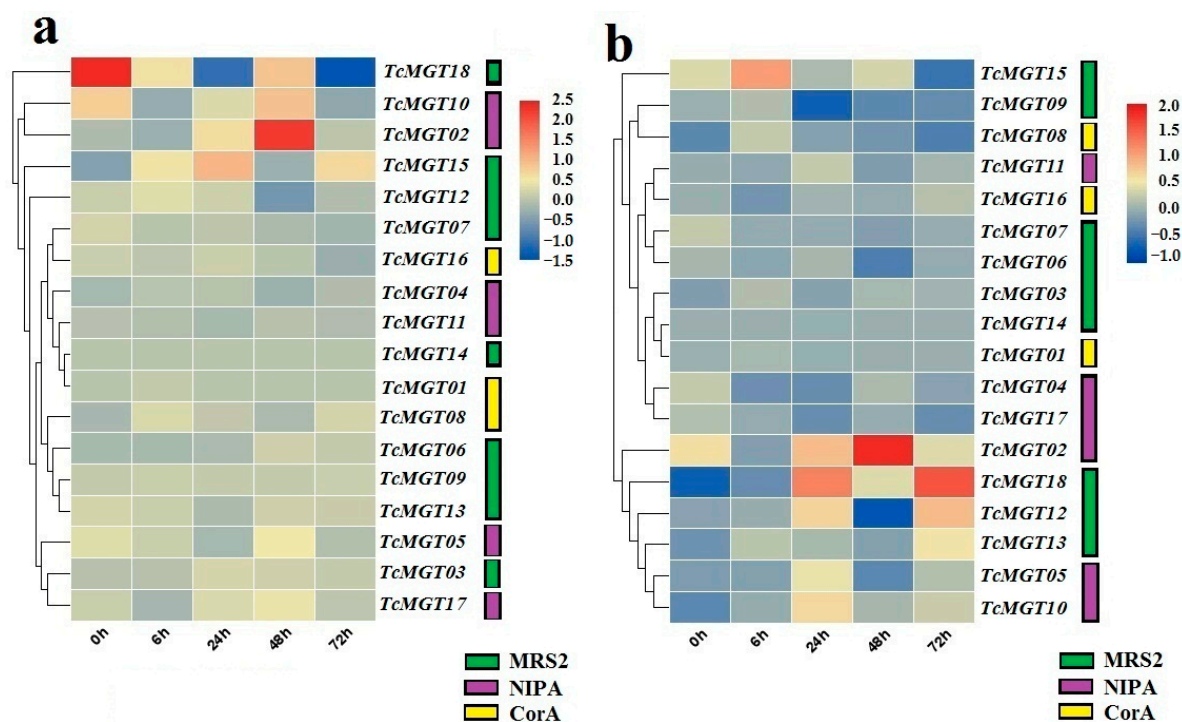 a
TcMGT18
TcMGT10
TcMGT02
TcMGT15
TcMGT12
TcMGT07
TcMGT16
TcMGT04
TcMGT11
TcMGT14
TcMGT01
TcMGT08
TcMGT06
TcMGT09
TcMGT13
TcMGT05
TcMGT03
TcMGT17
2.5
2.0
1.5
1.0
0.5
0.0
−0.5
−1.0
−1.5
0h 6h 24h 48h 72h
MRS2
NIPA
CorA
b
TcMGT15
TcMGT09
TcMGT08
TcMGT11
TcMGT16
TcMGT07
TcMGT06
TcMGT03
TcMGT14
TcMGT01
TcMGT04
TcMGT17
TcMGT02
TcMGT18
TcMGT12
TcMGT13
TcMGT05
TcMGT10
2.0
1.5
1.0
0.5
0.0
−0.5
−1.0
0h 6h 24h 48h 72h
MRS2
NIPA
CorA